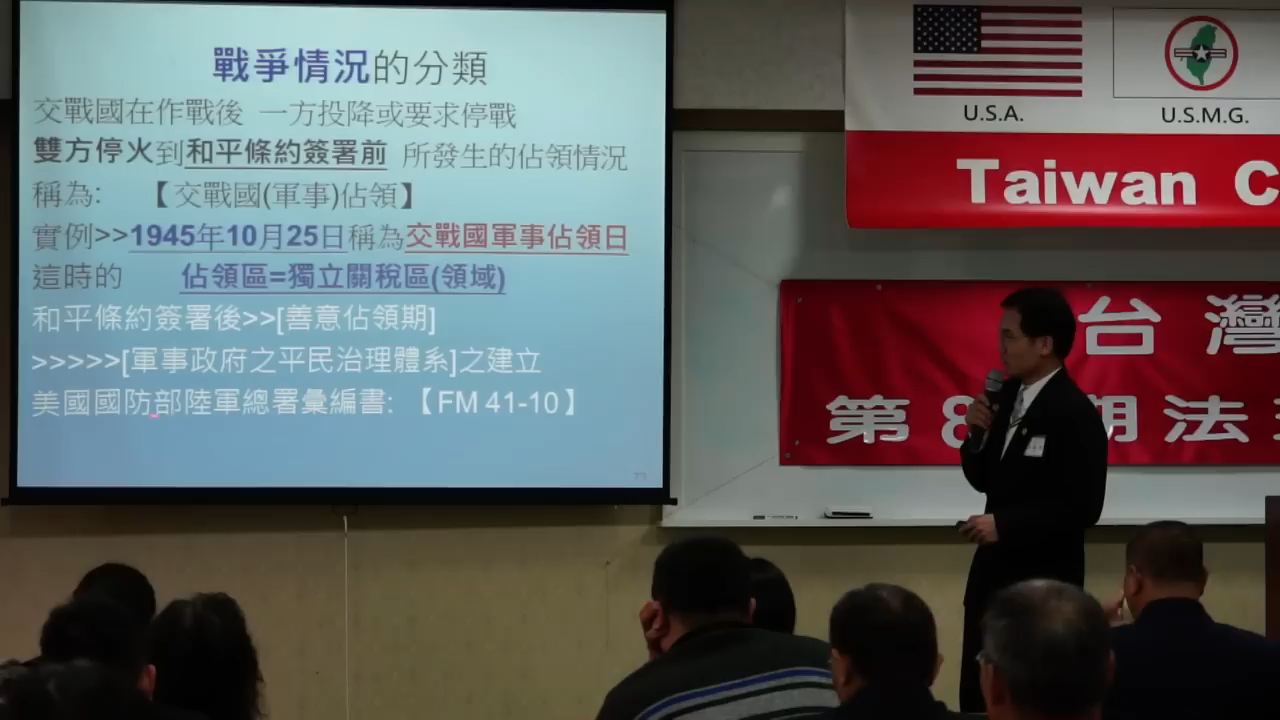 戰爭情況的分類
交戰國在作戰後 一方投降或要求停戰
雙方停火到和平條約簽署前 所發生的佔領情況
稱為: 【交戰國(軍事)佔領】
實例>>1945年10月25日稱為交戰國軍事佔領日
這時的 佔領區=獨立關稅區(領域)
和平條約簽署後>>[善意佔領期]
>>>>>[軍事政府之平民治理體系]之建立
美國國防部陸軍總署彙編書: 【FM 41-10】
U.S.A.
U.S.M.G.
Taiwan C
台灣
第8期法